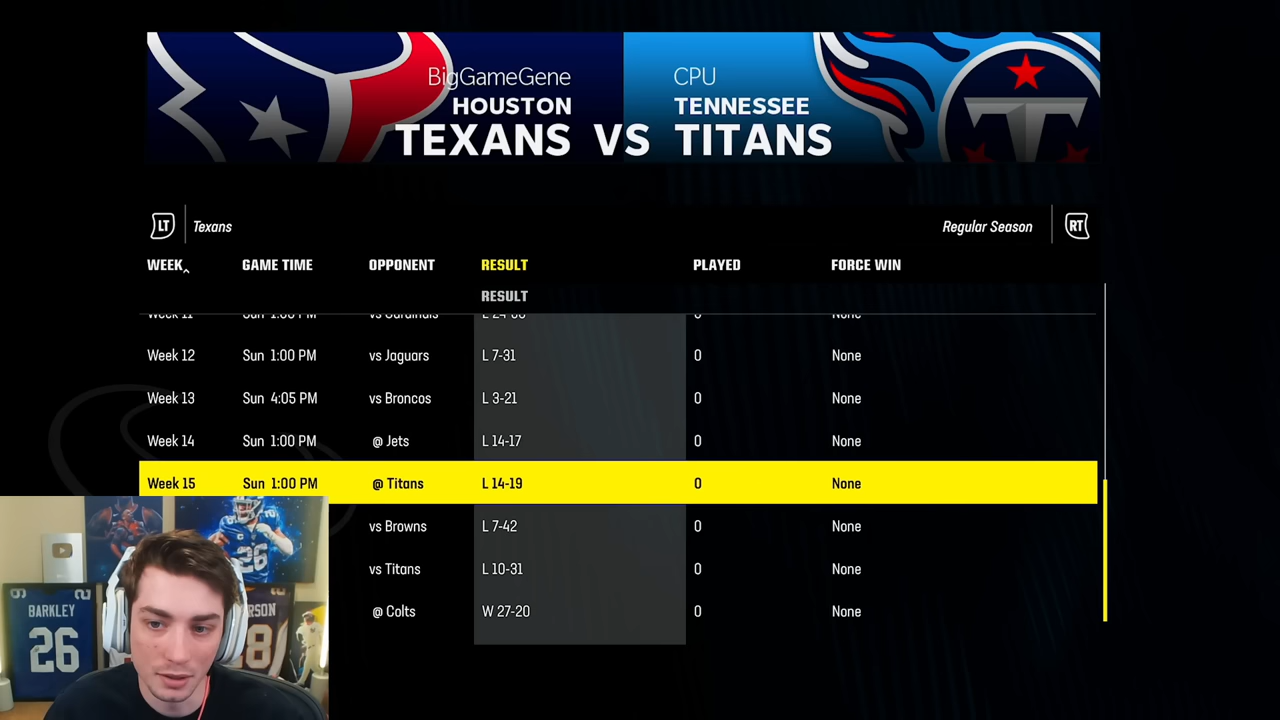 BigGameGene CPU
HOUSTON TENNESSEE
TEXANS VS TITANS
LT Texans Regular Season RT
WEEK GAME TIME OPPONENT RESULT PLAYED FORCE WIN
RESULT
Week 12 Sun 1:00 PM vs Jaguars L 7-31 0 None
Week 13 Sun 4:05 PM vs Broncos L 3-21 0 None
Week 14 Sun 1:00 PM @ Jets L 14-17 0 None
Week 15 Sun 1:00 PM @ Titans L 14-19 0 None
vs Browns L 7-42 0 None
vs Titans L 10-31 0 None
@ Colts W 27-20 0 None
26
BARKLEY
26